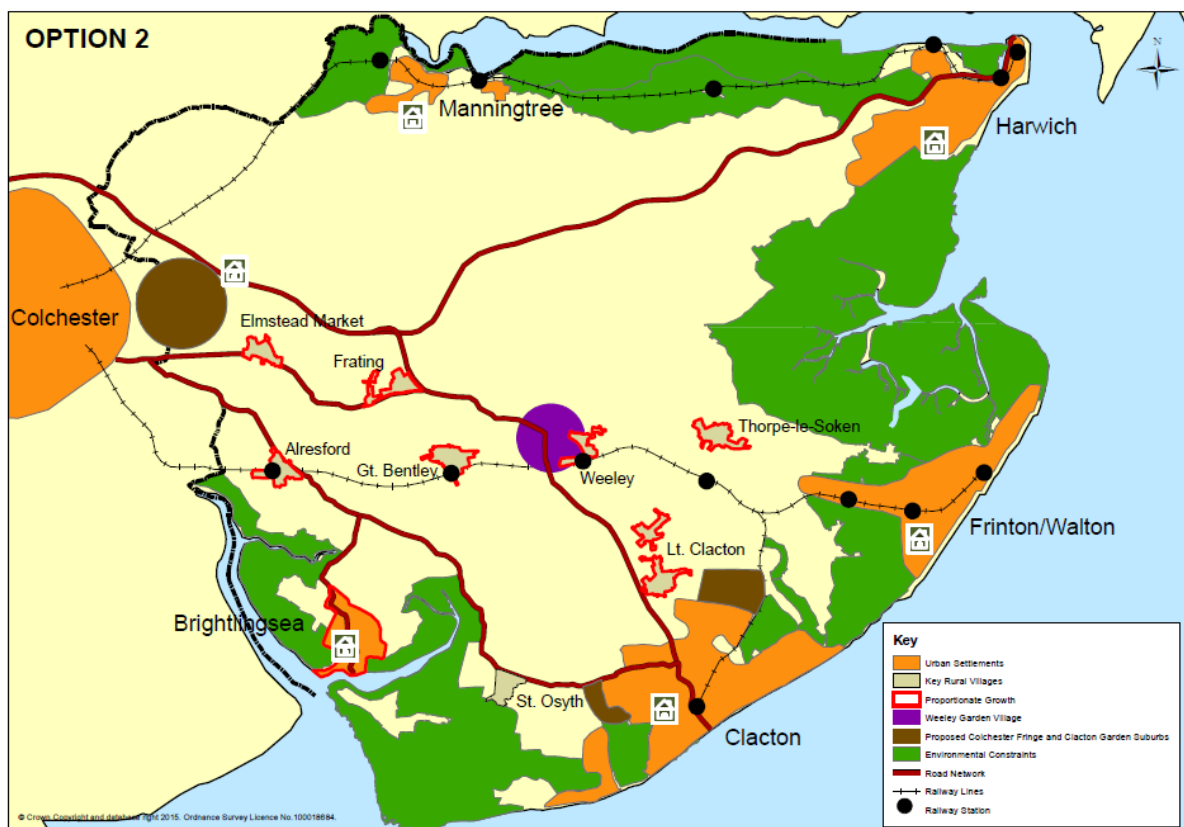 OPTION 2
N
Manningtree
Harwich
Colchester
Elmstead Market
Frating
Thorpe-le-Soken
Alresford
Gt. Bentley
Weeley
Frinton/Walton
Lt. Clacton
Brightlingsea
St. Osyth
Clacton
Key
Urban Settlements
Key Rural Villages
Proportionate Growth
Weeley Garden Village
Proposed Colchester Fringe and Clacton Garden Suburbs
Environmental Constraints
Road Network
Railway Lines
Railway Station
© Crown Copyright and database right 2015. Ordnance Survey Licence No.100018684.